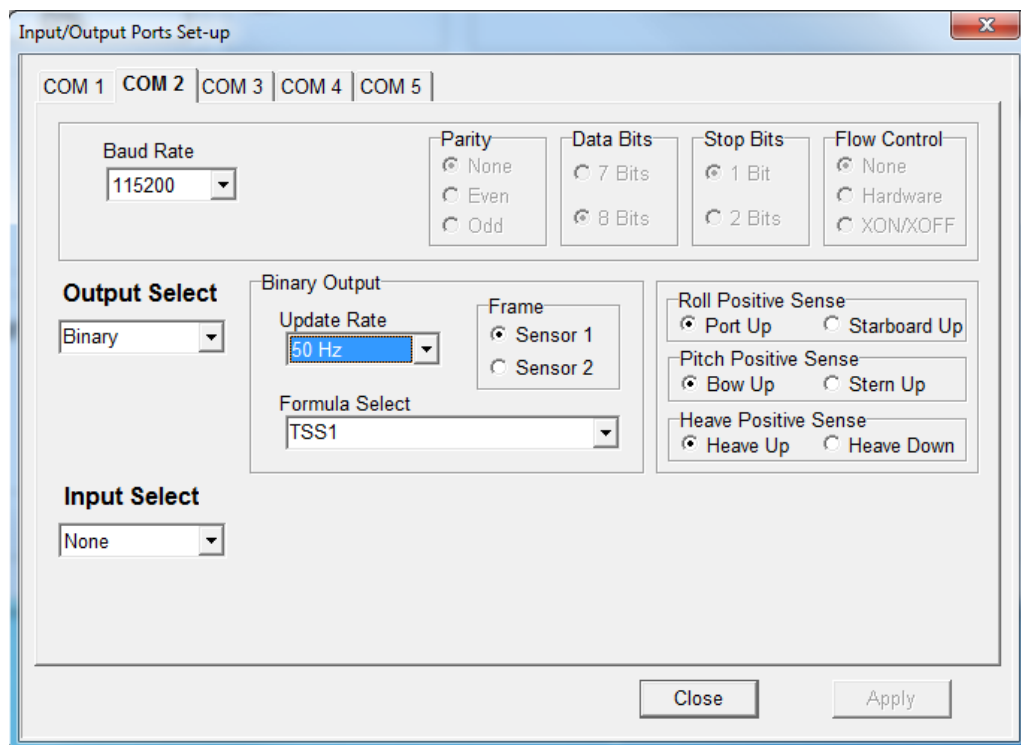 Input/Output Ports Set-up
x
COM 1 COM 2 COM 3 COM 4 COM 5
Baud Rate
115200
Parity
None
Even
Odd
Data Bits
7 Bits
8 Bits
Stop Bits
1 Bit
2 Bits
Flow Control
None
Hardware
XON/XOFF
Output Select
Binary
Binary Output
Update Rate
50 Hz
Frame
Sensor 1
Sensor 2
Formula Select
TSS1
Roll Positive Sense
Port Up Starboard Up
Pitch Positive Sense
Bow Up Stern Up
Heave Positive Sense
Heave Up Heave Down
Input Select
None
Close Apply